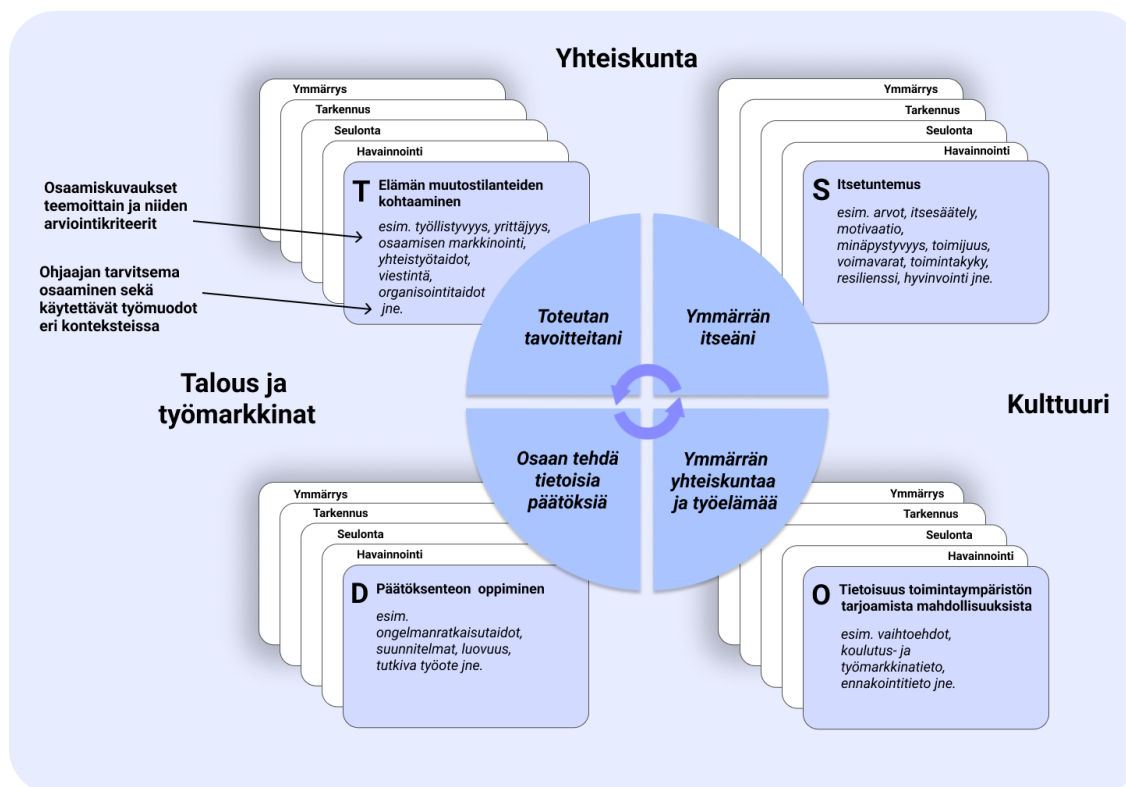 Yhteiskunta
Ymmärrys
Tarkennus
Seulonta
Havainnointi
T
Elämän muutostilanteiden
kohtaaminen
esim. työllistyvyys, yrittäjyys,
osaamisen markkinointi,
yhteistyötaidot,
viestintä,
organisointitaidot
jne.
Osaamiskuvaukset
teemoittain ja niiden
arviointikriteerit
Ohjaajan tarvitsema
osaaminen sekä
käytettävät työmuodot
eri konteksteissa
Ymmärrys
Tarkennus
Seulonta
Havainnointi
S
Itsetuntemus
esim. arvot, itsesäätely,
motivaatio,
minäpystyvyys, toimijuus,
voimavarat, toimintakyky,
resilienssi, hyvinvointi jne.
Toteutan
tavoitteitani
Ymmärrän
itseäni
Talous ja
työmarkkinat
Kulttuuri
Osaan tehdä
tietoisia
päätöksiä
Ymmärrän
yhteiskuntaa
ja työelämää
Ymmärrys
Tarkennus
Seulonta
Havainnointi
D
Päätöksenteon oppiminen
esim.
ongelmanratkaisutaidot,
suunnitelmat, luovuus,
tutkiva työote jne.
Ymmärrys
Tarkennus
Seulonta
Havainnointi
O
Tietoisuus toimintaympäristön
tarjoamista mahdollisuuksista
esim. vaihtoehdot,
koulutus- ja
työmarkkinatieto,
ennakointitieto jne.